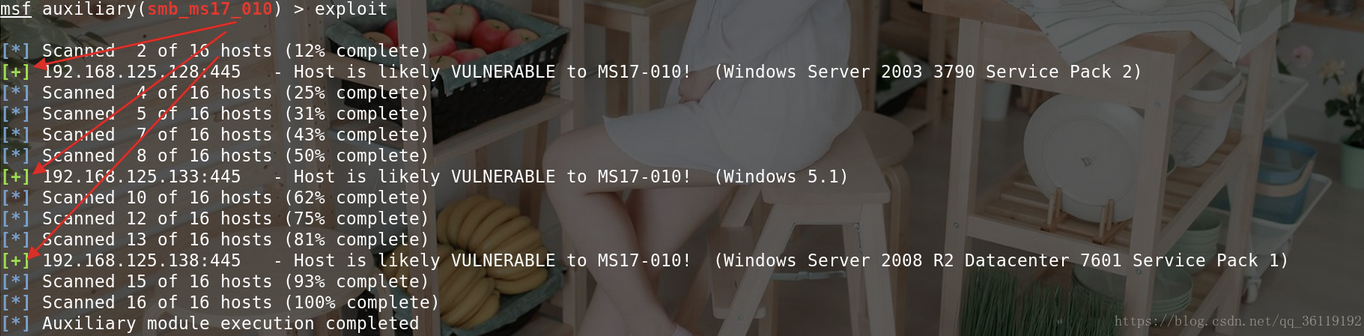 msf auxiliary(smb_ms17_010) > exploit
[*] Scanned  2 of 16 hosts (12% complete)
[+] 192.168.125.128:445   - Host is likely VULNERABLE to MS17-010!  (Windows Server 2003 3790 Service Pack 2)
[*] Scanned  4 of 16 hosts (25% complete)
[*] Scanned  5 of 16 hosts (31% complete)
[*] Scanned  7 of 16 hosts (43% complete)
[*] Scanned  8 of 16 hosts (50% complete)
[+] 192.168.125.133:445   - Host is likely VULNERABLE to MS17-010!  (Windows 5.1)
[*] Scanned 10 of 16 hosts (62% complete)
[*] Scanned 12 of 16 hosts (75% complete)
[*] Scanned 13 of 16 hosts (81% complete)
[+] 192.168.125.138:445   - Host is likely VULNERABLE to MS17-010!  (Windows Server 2008 R2 Datacenter 7601 Service Pack 1)
[*] Scanned 15 of 16 hosts (93% complete)
[*] Scanned 16 of 16 hosts (100% complete)
[*] Auxiliary module execution completed
https://blog.csdn.net/qq_36119192